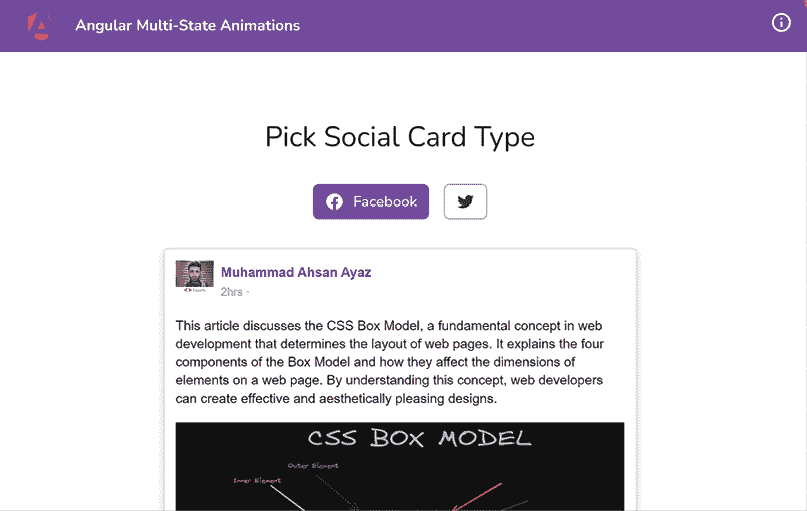 Angular Multi-State Animations
Pick Social Card Type
Facebook
Muhammad Ahsan Ayaz
2hrs ·
This article discusses the CSS Box Model, a fundamental concept in web
development that determines the layout of web pages. It explains the four
components of the Box Model and how they affect the dimensions of
elements on a web page. By understanding this concept, web developers
can create effective and aesthetically pleasing designs.
CSS BOX MODEL
Outer Element
Inner Element